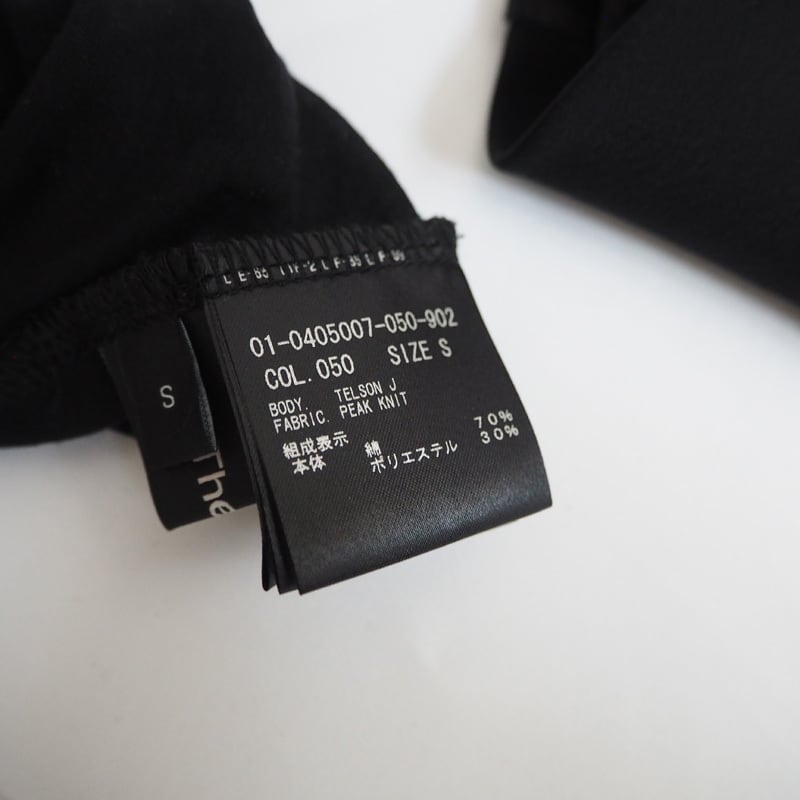 01-0405007-050-902
COL.050 SIZE S
BODY. TELSON J
FABRIC. PEAK KNIT
組成表示
本体 綿 70%
ポリエステル 30%
S
The